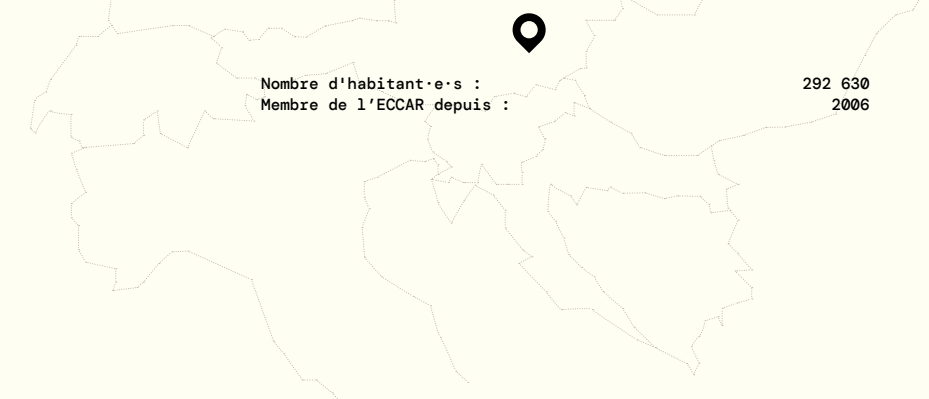 Nombre d'habitant·e·s : 292 630
Membre de l’ECCAR depuis : 2006